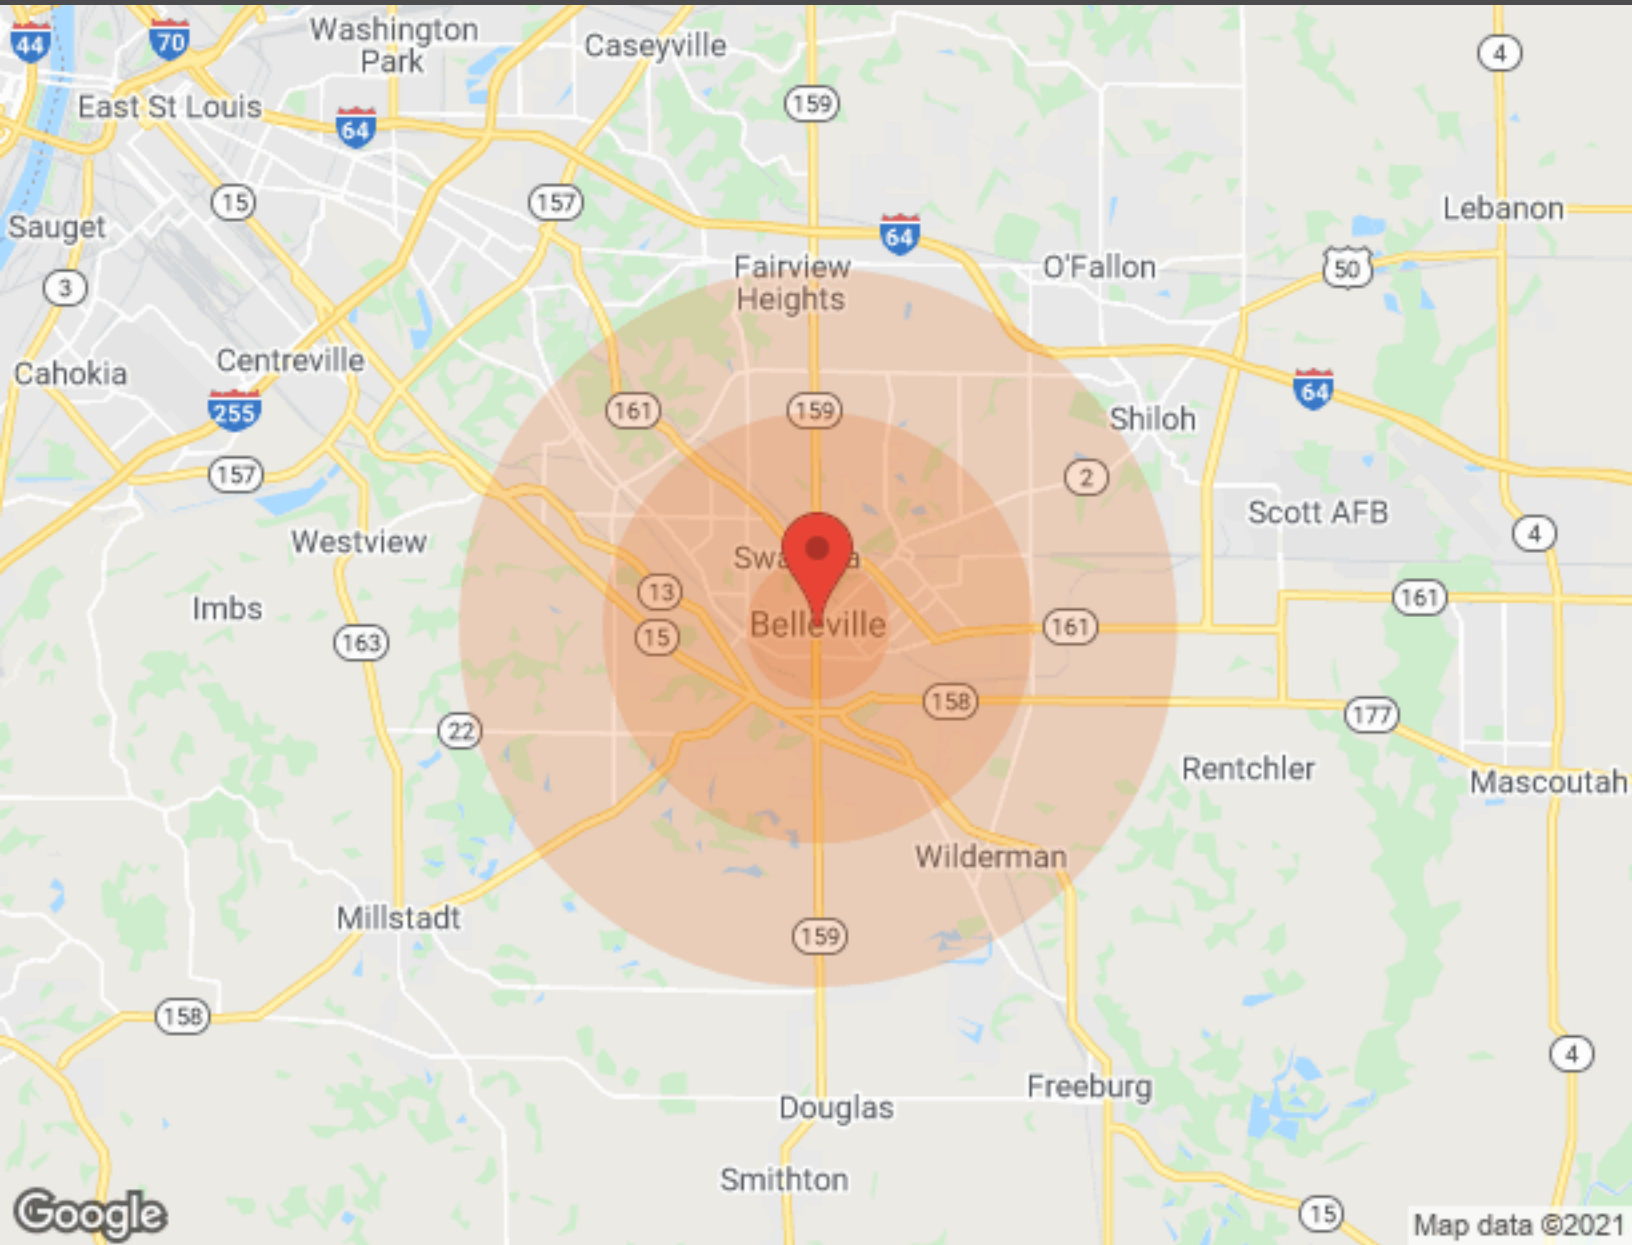 44
70
Washington
Park
Caseyville
4
159
East St Louis
64
15
157
Lebanon
Sauget
64
Fairview
Heights
O'Fallon
50
3
Centreville
Cahokia
64
255
161
159
Shiloh
157
2
Scott AFB
4
Westview
13
Imbs
161
Belleville
15
161
163
158
177
22
Rentchler
Mascoutah
Wilderman
Millstadt
159
158
4
Freeburg
Douglas
Smithton
Google
15
Map data ©2021